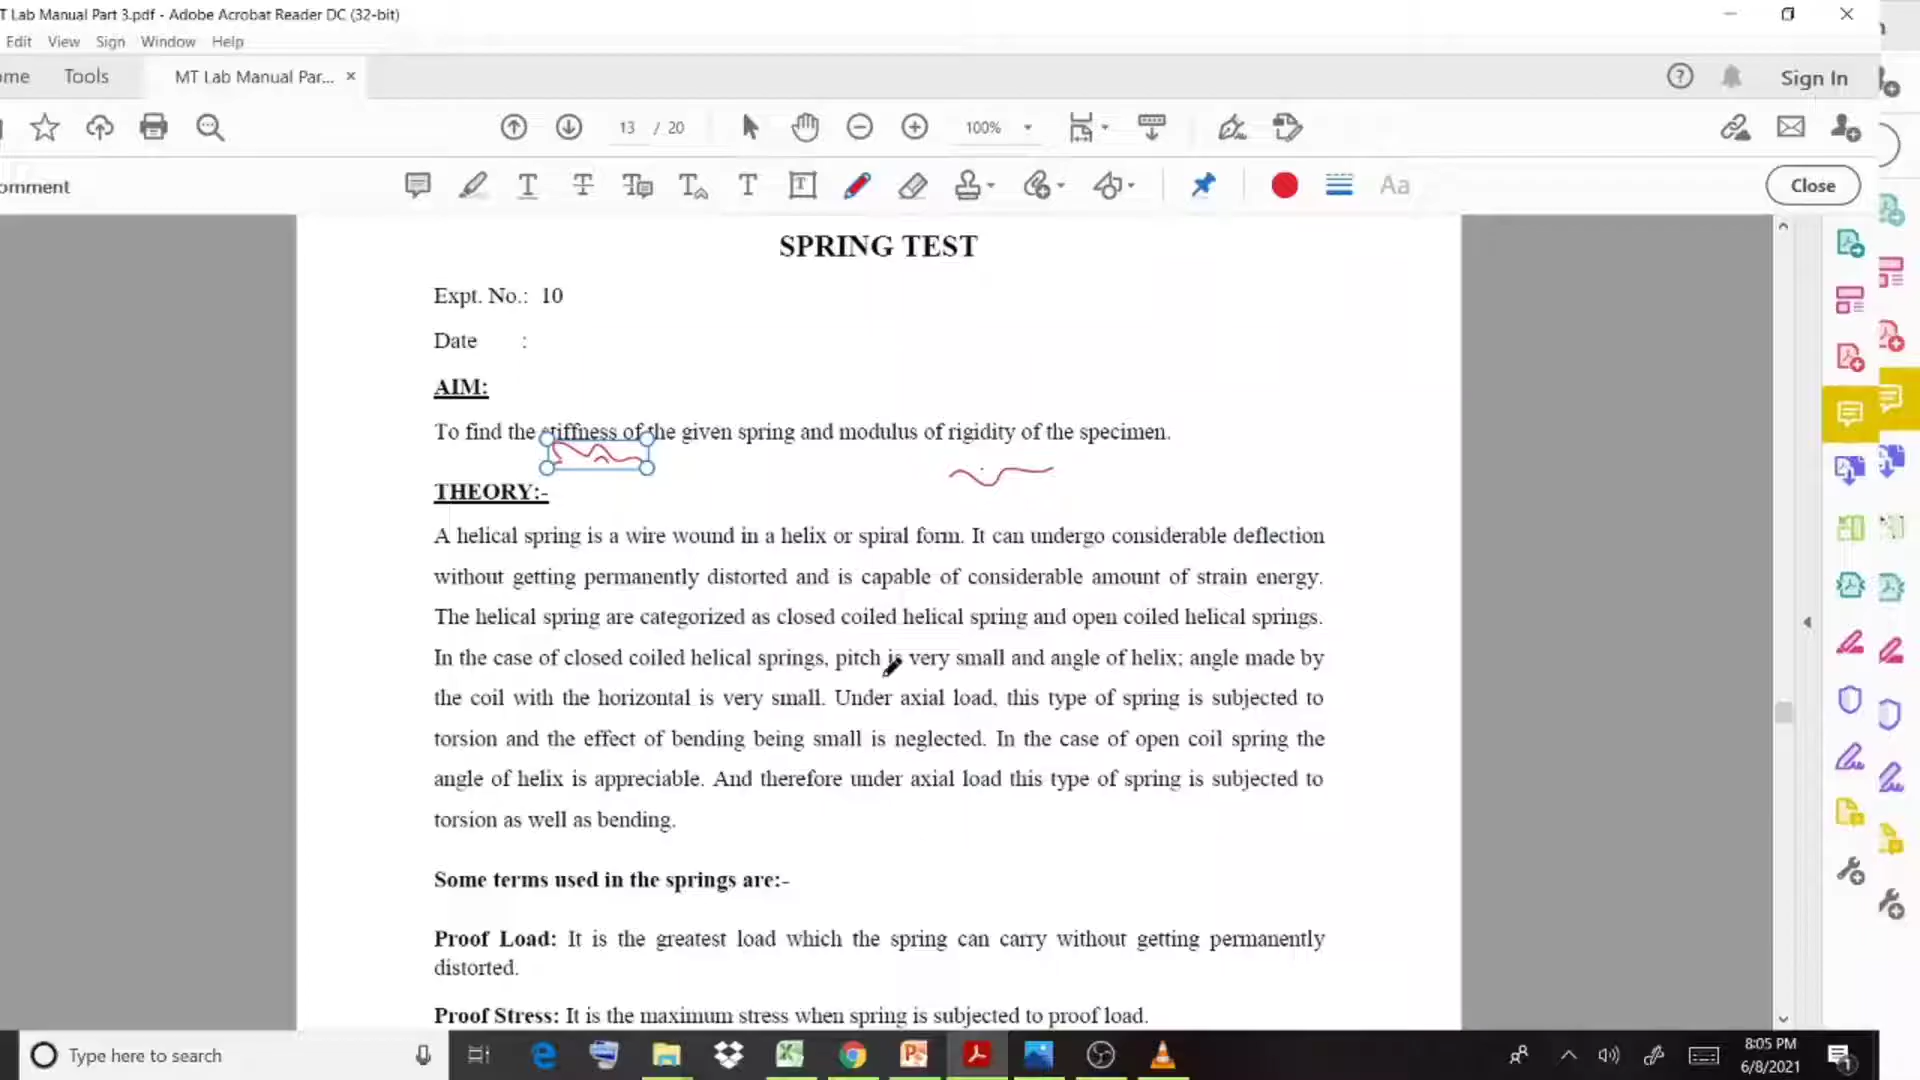 T Lab Manual Part 3.pdf - Adobe Acrobat Reader DC (32-bit)
Edit View Sign Window Help
ome Tools MT Lab Manual Par... × Sign In
13 / 20 100%
omment Close
SPRING TEST
Expt. No.: 10
Date :
AIM:
To find the stiffness of the given spring and modulus of rigidity of the specimen.
THEORY:-
A helical spring is a wire wound in a helix or spiral form. It can undergo considerable deflection
without getting permanently distorted and is capable of considerable amount of strain energy.
The helical spring are categorized as closed coiled helical spring and open coiled helical springs.
In the case of closed coiled helical springs, pitch is very small and angle of helix; angle made by
the coil with the horizontal is very small. Under axial load, this type of spring is subjected to
torsion and the effect of bending being small is neglected. In the case of open coil spring the
angle of helix is appreciable. And therefore under axial load this type of spring is subjected to
torsion as well as bending.
Some terms used in the springs are:-
Proof Load: It is the greatest load which the spring can carry without getting permanently
distorted.
Proof Stress: It is the maximum stress when spring is subjected to proof load.
Type here to search
8:05 PM
6/8/2021